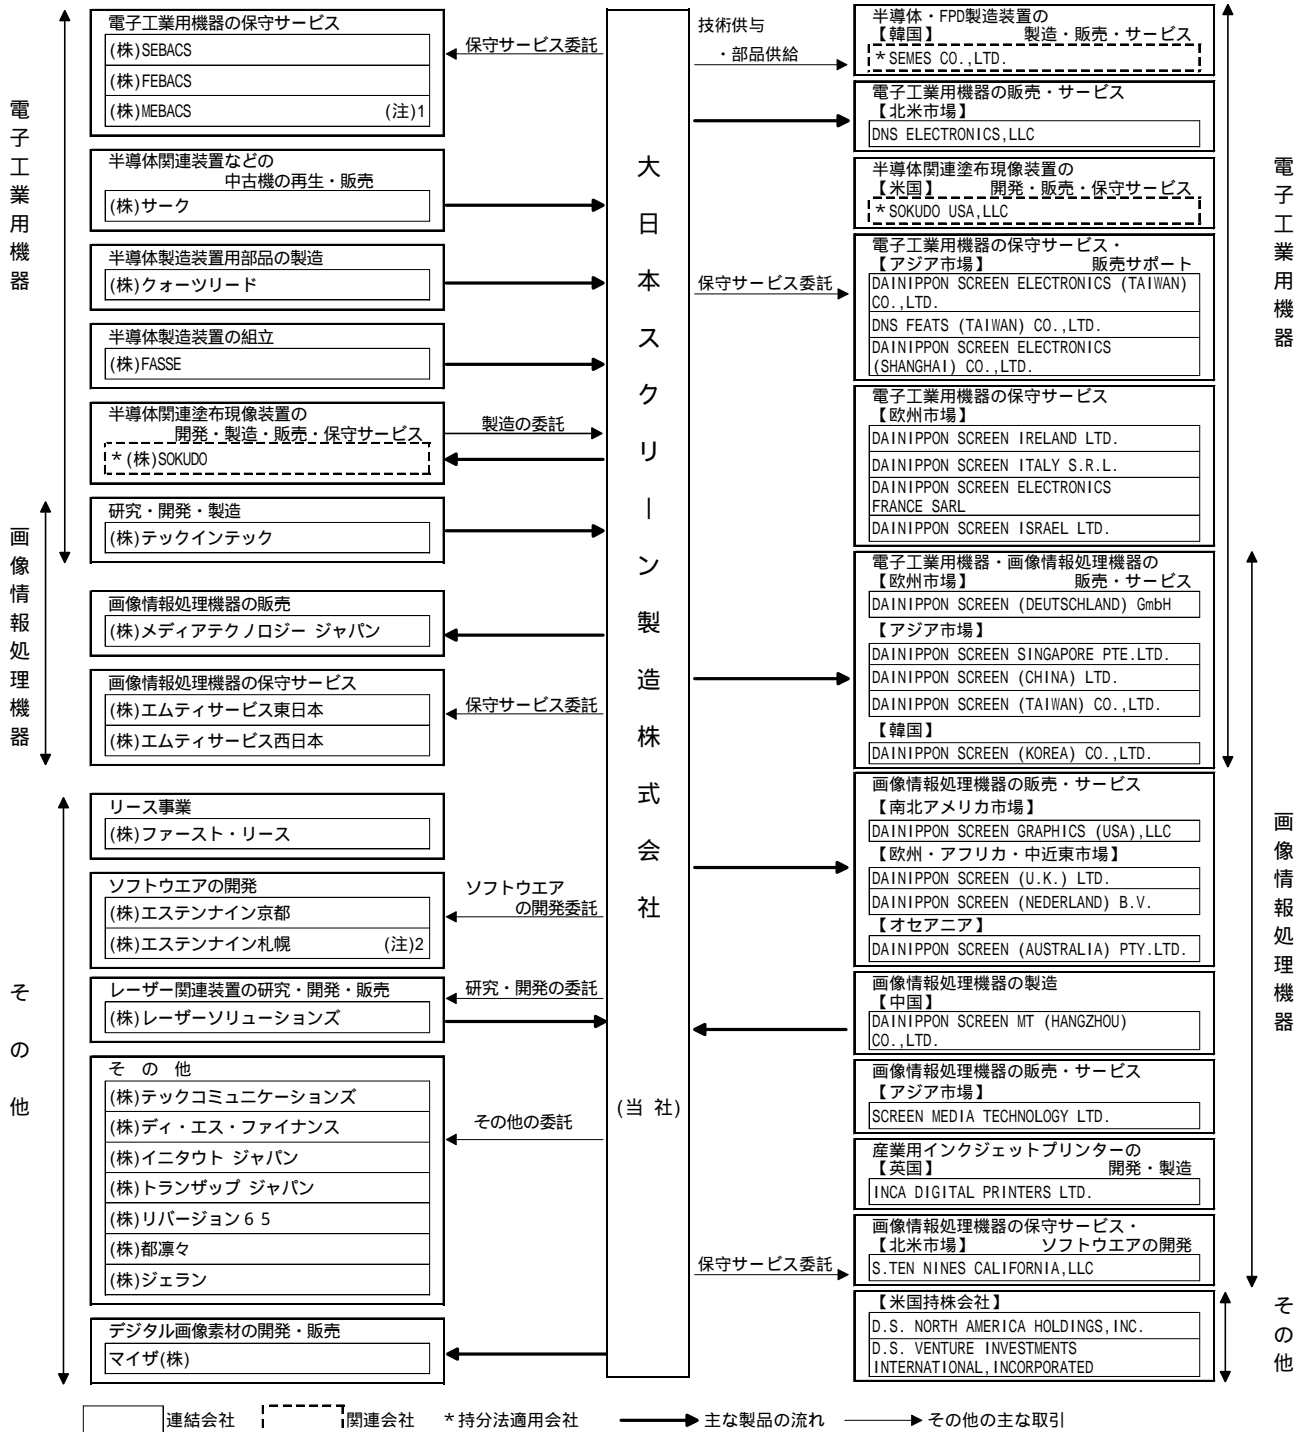 電子工業用機器
画像情報処理機器
その他
電子工業用機器の保守サービス
(株)SEBACS
(株)FEBACS
(株)MEBACS (注)1
保守サービス委託
半導体関連装置などの
中古機の再生・販売
(株)サーク
半導体製造装置用部品の製造
(株)クォーツリード
半導体製造装置の組立
(株)FASSE
半導体関連塗布現像装置の
開発・製造・販売・保守サービス
*(株)SOKUDO
製造の委託
研究・開発・製造
(株)テックインテック
画像情報処理機器の販売
(株)メディアテクノロジー ジャパン
画像情報処理機器の保守サービス
(株)エムティサービス東日本
(株)エムティサービス西日本
保守サービス委託
リース事業
(株)ファースト・リース
ソフトウエアの開発
(株)エステンナイン京都
(株)エステンナイン札幌 (注)2
ソフトウエア
の開発委託
レーザー関連装置の研究・開発・販売
(株)レーザーソリューションズ
研究・開発の委託
その他
(株)テックコミュニケーションズ
(株)ディ・エス・ファイナンス
(株)イニタウト ジャパン
(株)トランザップ ジャパン
(株)リバージョン65
(株)都凛々
(株)ジェラン
その他の委託
デジタル画像素材の開発・販売
マイザ(株)
大日本スクリーン製造株式会社
(当社)
技術供与
・部品供給
半導体・FPD製造装置の
【韓国】 製造・販売・サービス
*SEMES CO.,LTD.
電子工業用機器の販売・サービス
【北米市場】
DNS ELECTRONICS,LLC
半導体関連塗布現像装置の
【米国】 開発・販売・保守サービス
*SOKUDO USA,LLC
保守サービス委託
電子工業用機器の保守サービス・
【アジア市場】 販売サポート
DAINIPPON SCREEN ELECTRONICS (TAIWAN)
CO.,LTD.
DNS FEATS (TAIWAN) CO.,LTD.
DAINIPPON SCREEN ELECTRONICS
(SHANGHAI) CO.,LTD.
電子工業用機器の保守サービス
【欧州市場】
DAINIPPON SCREEN IRELAND LTD.
DAINIPPON SCREEN ITALY S.R.L.
DAINIPPON SCREEN ELECTRONICS
FRANCE SARL
DAINIPPON SCREEN ISRAEL LTD.
電子工業用機器・画像情報処理機器の
【欧州市場】 販売・サービス
DAINIPPON SCREEN (DEUTSCHLAND) GmbH
【アジア市場】
DAINIPPON SCREEN SINGAPORE PTE.LTD.
DAINIPPON SCREEN (CHINA) LTD.
DAINIPPON SCREEN (TAIWAN) CO.,LTD.
【韓国】
DAINIPPON SCREEN (KOREA) CO.,LTD.
画像情報処理機器の販売・サービス
【南北アメリカ市場】
DAINIPPON SCREEN GRAPHICS (USA),LLC
【欧州・アフリカ・中近東市場】
DAINIPPON SCREEN (U.K.) LTD.
DAINIPPON SCREEN (NEDERLAND) B.V.
【オセアニア】
DAINIPPON SCREEN (AUSTRALIA) PTY.LTD.
画像情報処理機器の製造
【中国】
DAINIPPON SCREEN MT (HANGZHOU)
CO.,LTD.
画像情報処理機器の販売・サービス
【アジア市場】
SCREEN MEDIA TECHNOLOGY LTD.
産業用インクジェットプリンターの
【英国】 開発・製造
INCA DIGITAL PRINTERS LTD.
保守サービス委託
画像情報処理機器の保守サービス・
【北米市場】 ソフトウエアの開発
S.TEN NINES CALIFORNIA,LLC
【米国持株会社】
D.S. NORTH AMERICA HOLDINGS,INC.
D.S. VENTURE INVESTMENTS
INTERNATIONAL,INCORPORATED
電子工業用機器
画像情報処理機器
その他
連結会社 関連会社 *持分法適用会社 主な製品の流れ その他の主な取引